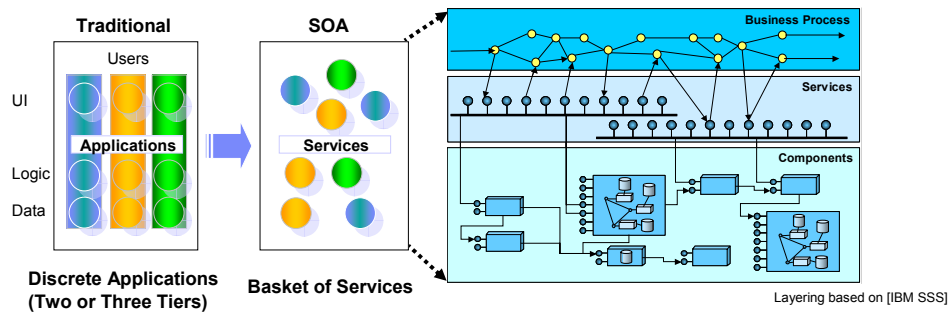 Traditional
Users
UI
Applications
Logic
Data
Discrete Applications
(Two or Three Tiers)
SOA
Services
Basket of Services
Business Process
Services
Components
Layering based on [IBM SSS]